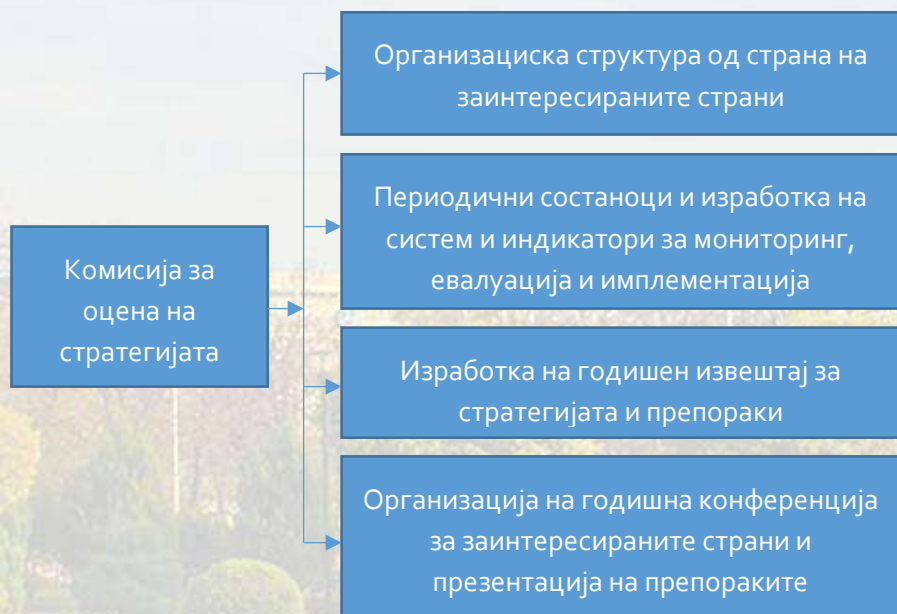 Организациска структура од страна на
заинтересираните страни
Периодични состаноци и изработка на
систем и индикатори за мониторинг,
евалуација и имплементација
Комисија за
оцена на
стратегијата
Изработка на годишен извештај за
стратегијата и препораки
Организација на годишна конференција
за заинтересираните страни и
презентација на препораките